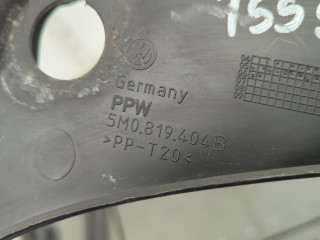 1555
Germany
PPW
5M0.819.404B
>PP-T20<